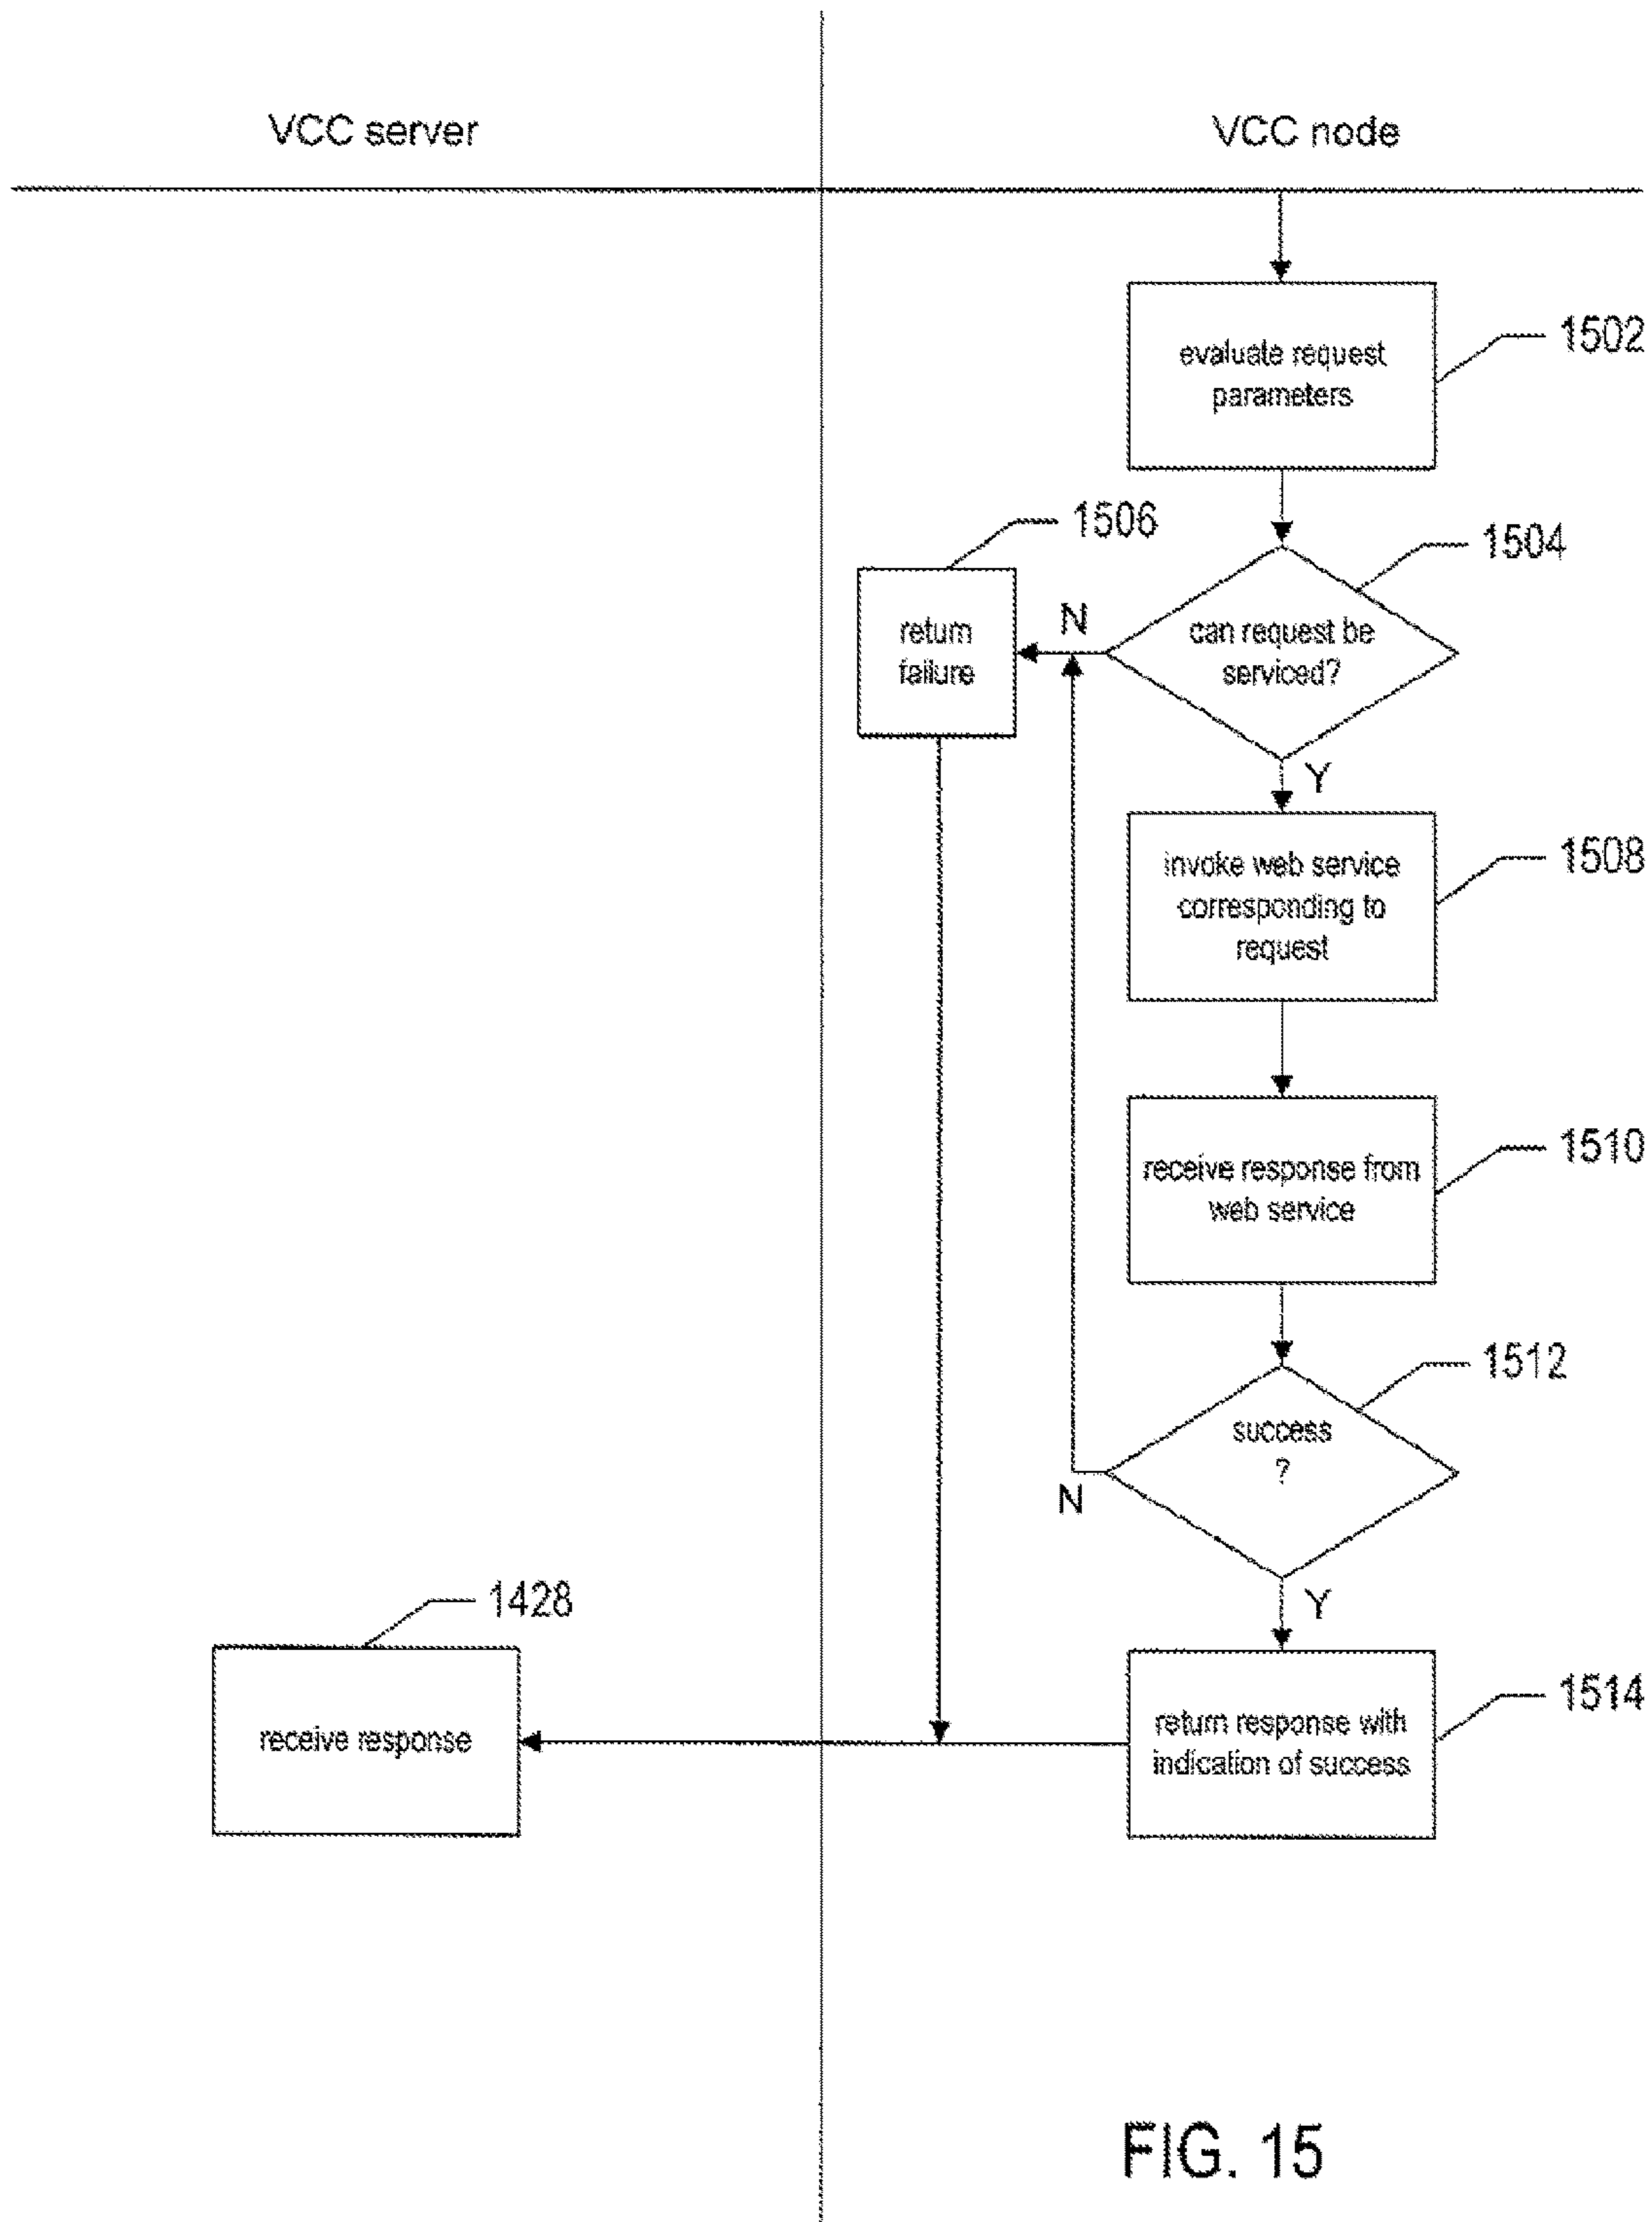 VCC server
VCC node
1502
evaluate request
parameters
1506
1504
return
failure
N
can request be
serviced?
Y
1508
invoke web service
corresponding to
request
1510
receive response from
web service
1512
success
?
N
Y
1428
1514
receive response
return response with
indication of success
FIG. 15